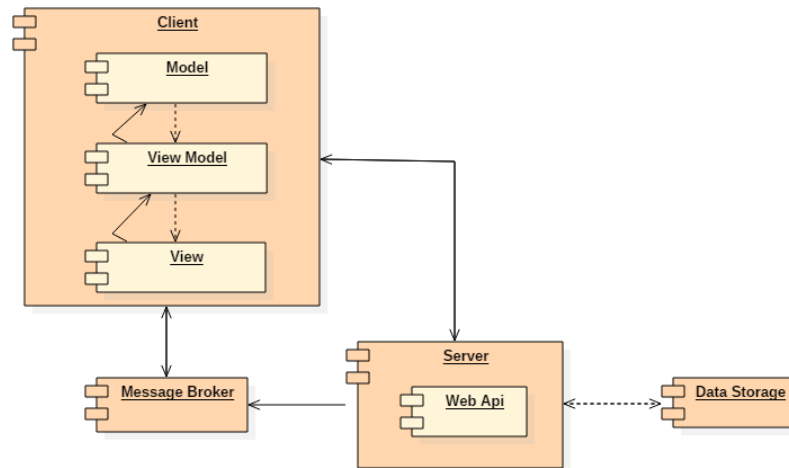 Client
Model
View Model
View
Server
Message Broker
Web Api
Data Storage